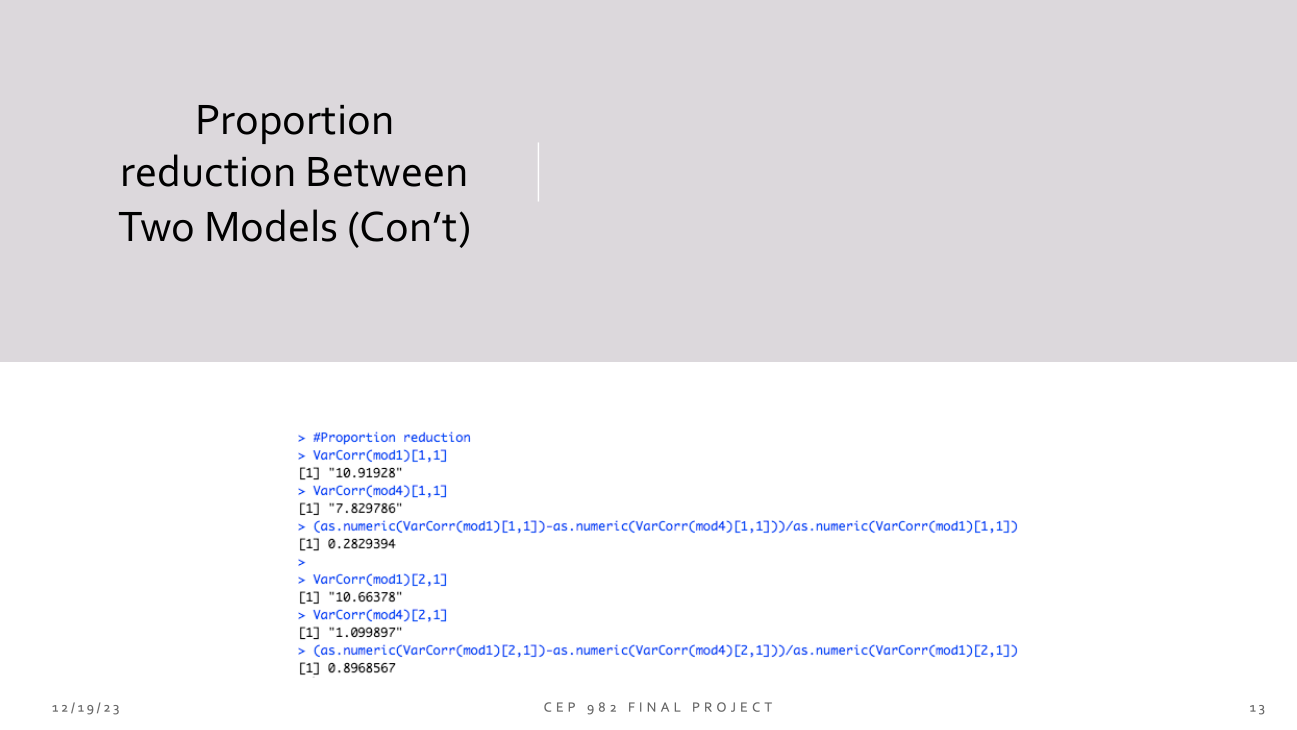 Proportion
reduction Between
Two Models (Con’t)
> #Proportion reduction
> VarCorr(mod1)[1,1]
[1] "10.91928"
> VarCorr(mod4)[1,1]
[1] "7.829786"
> (as.numeric(VarCorr(mod1)[1,1])-as.numeric(VarCorr(mod4)[1,1]))/as.numeric(VarCorr(mod1)[1,1])
[1] 0.2829394
>
> VarCorr(mod1)[2,1]
[1] "10.66378"
> VarCorr(mod4)[2,1]
[1] "1.099897"
> (as.numeric(VarCorr(mod1)[2,1])-as.numeric(VarCorr(mod4)[2,1]))/as.numeric(VarCorr(mod1)[2,1])
[1] 0.8968567
12/19/23
CEP 982 FINAL PROJECT
13